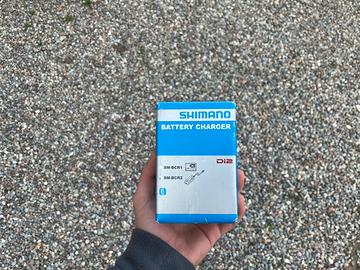 SHIMANO
BATTERY CHARGER
Di2
SM-BCR1
SM-BCR2